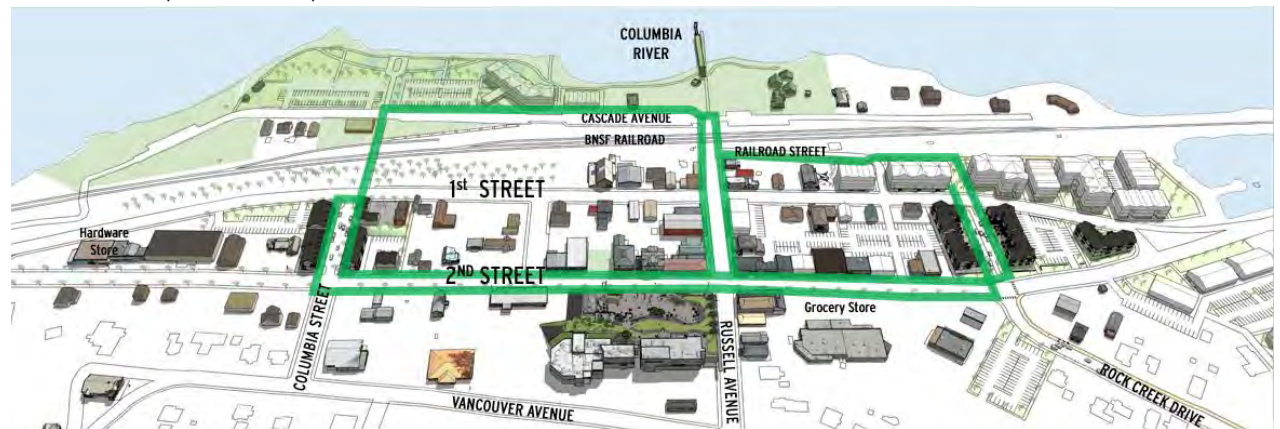 COLUMBIA
RIVER
CASCADE AVENUE
BNSF RAILROAD
RAILROAD STREET
1st STREET
Hardware
Store
2ND STREET
Grocery Store
COLUMBIA STREET
RUSSELL AVENUE
ROCK CREEK DRIVE
VANCOUVER AVENUE